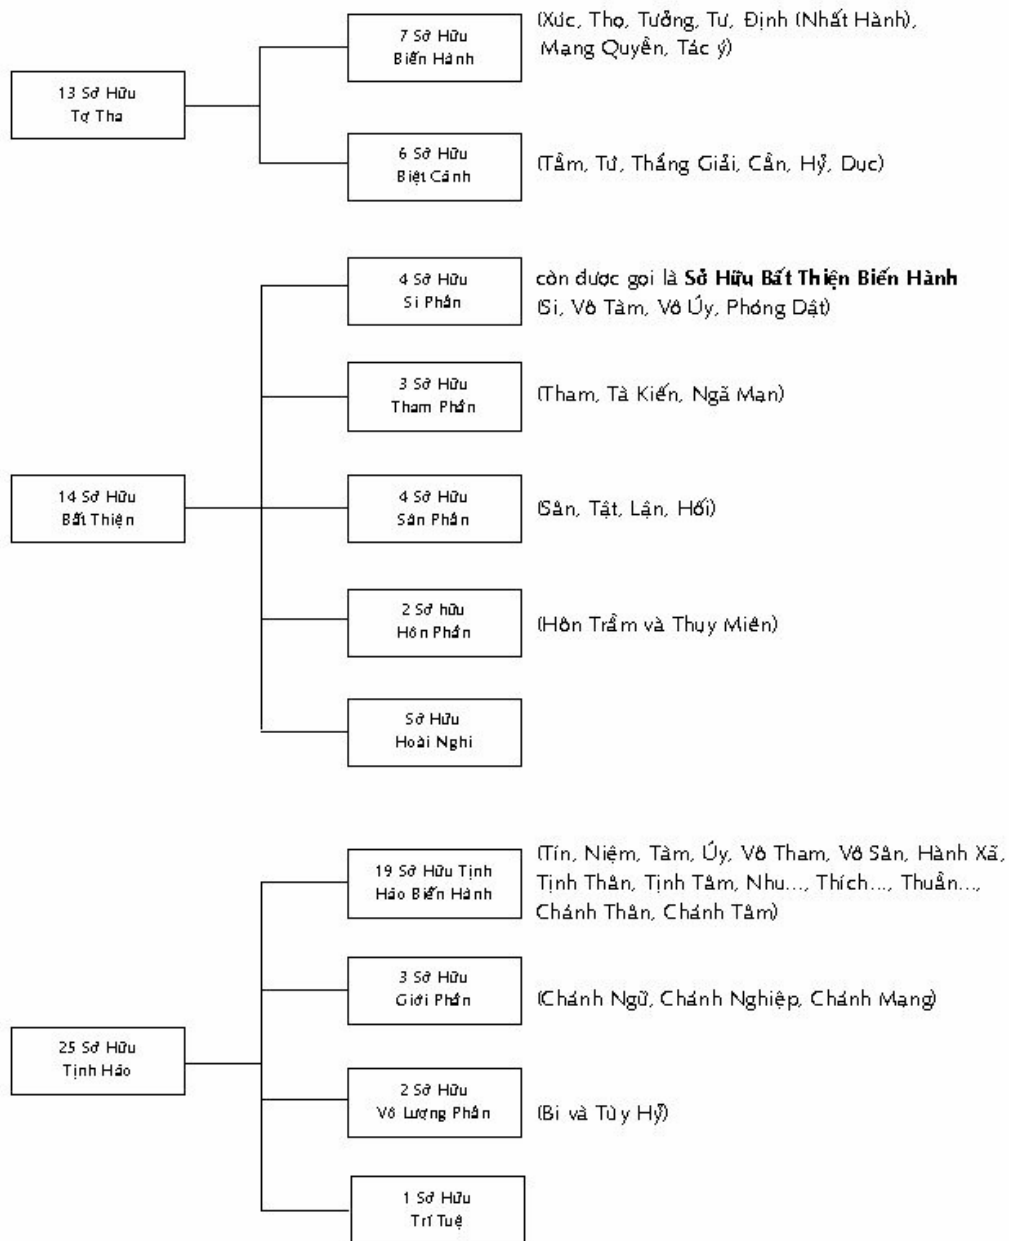 7 Sở Hữu
Biến Hành
(Xúc, Thọ, Tưởng, Tư, Định (Nhất Hành),
Mạng Quyền, Tác ý)
13 Sở Hữu
Tợ Tha
6 Sở Hữu
Biệt Cảnh
(Tầm, Tứ, Thắng Giải, Cần, Hỷ, Dục)
4 Sở Hữu
Si Phần
còn được gọi là Sở Hữu Bất Thiện Biến Hành
(Si, Vô Tàm, Vô Úy, Phóng Dật)
3 Sở Hữu
Tham Phần
(Tham, Tà Kiến, Ngã Mạn)
14 Sở Hữu
Bất Thiện
4 Sở Hữu
Sân Phần
(Sân, Tật, Lận, Hối)
2 Sở hữu
Hôn Phần
(Hôn Trầm và Thụy Miên)
Sở Hữu
Hoài Nghi
19 Sở Hữu Tịnh
Hảo Biến Hành
(Tín, Niệm, Tàm, Úy, Vô Tham, Vô Sân, Hành Xả,
Tịnh Thân, Tịnh Tâm, Nhu..., Thích..., Thuần...,
Chánh Thân, Chánh Tâm)
3 Sở Hữu
Giới Phần
(Chánh Ngữ, Chánh Nghiệp, Chánh Mạng)
25 Sở Hữu
Tịnh Hảo
2 Sở Hữu
Vô Lượng Phần
(Bi và Tùy Hỷ)
1 Sở Hữu
Trí Tuệ